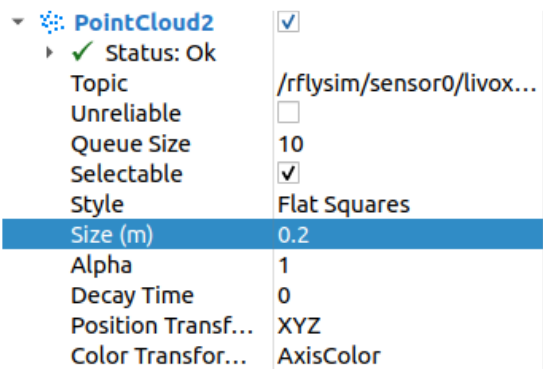 PointCloud2
Status: Ok
Topic /rflysim/sensor0/livox...
Unreliable
Queue Size 10
Selectable
Style Flat Squares
Size (m) 0.2
Alpha 1
Decay Time 0
Position Transf... XYZ
Color Transfor... AxisColor